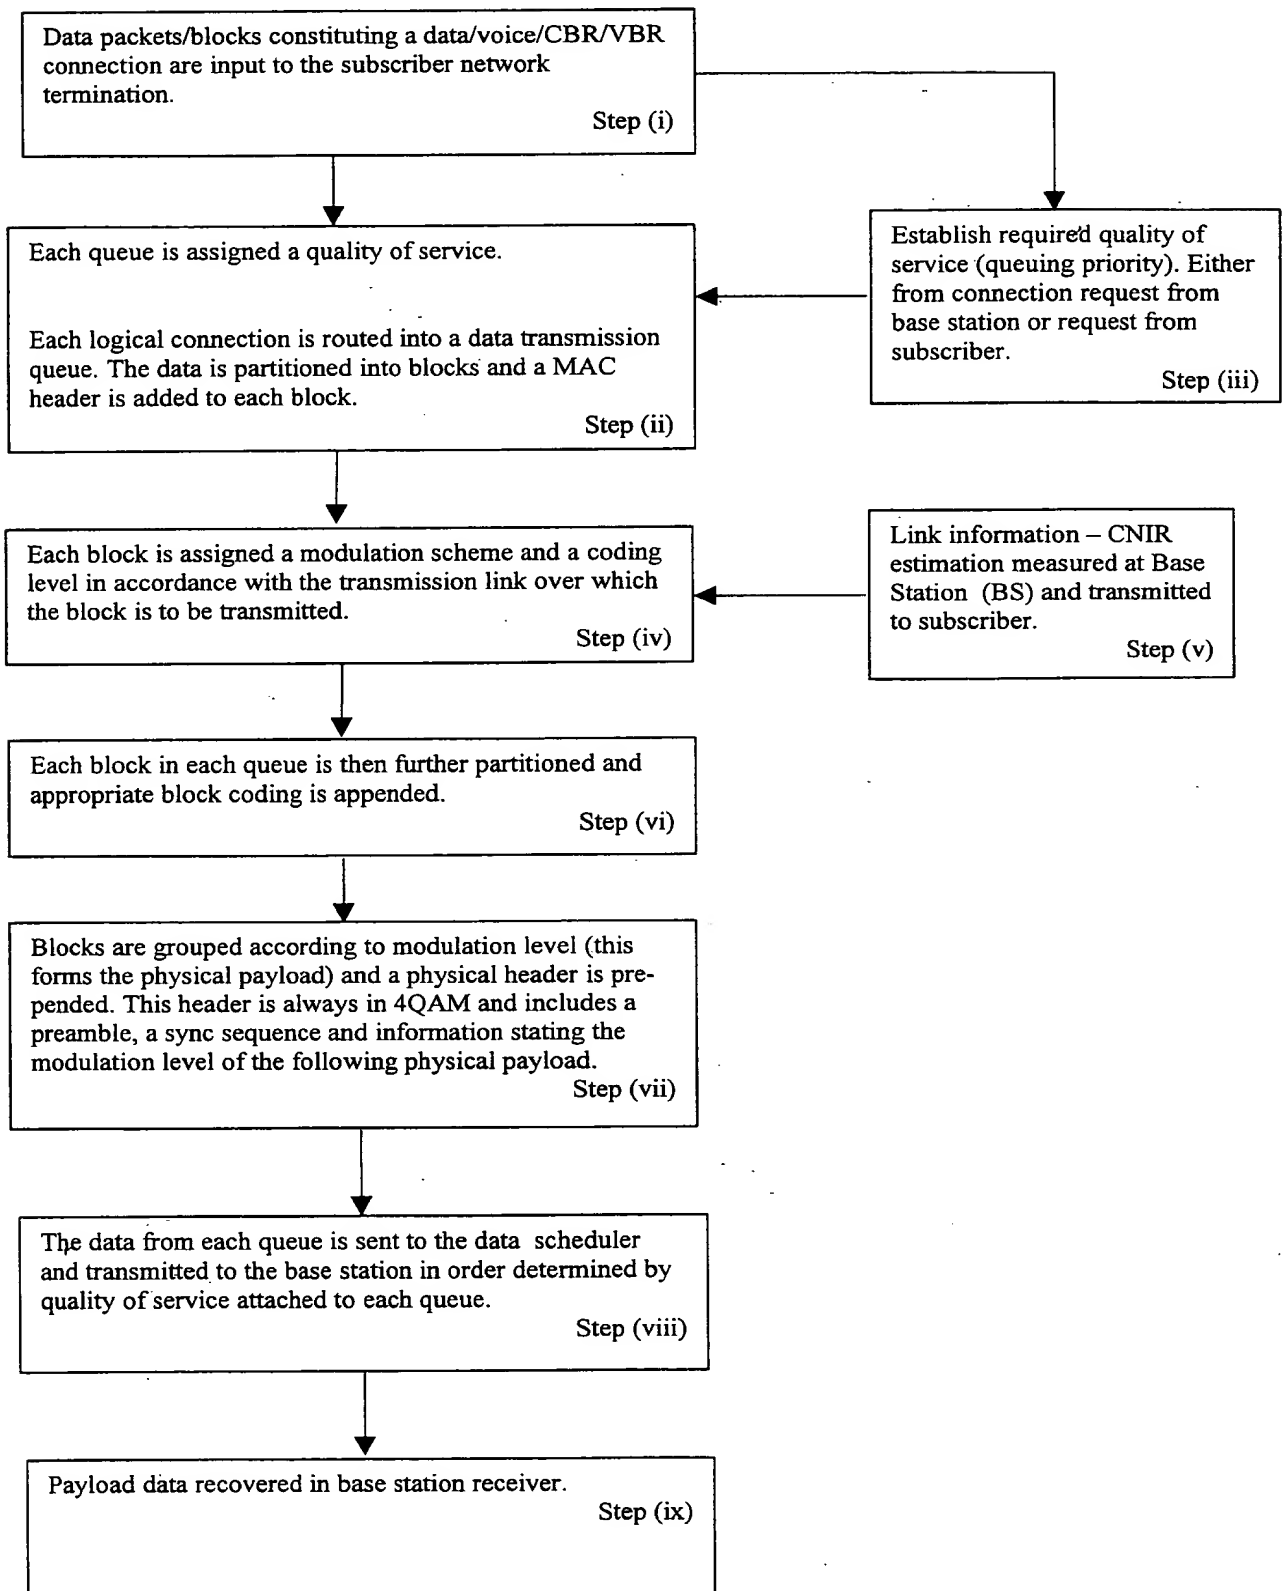 Data packets/blocks constituting a data/voice/CBR/VBR
connection are input to the subscriber network
termination.
Step (i)
Each queue is assigned a quality of service.
Each logical connection is routed into a data transmission
queue. The data is partitioned into blocks and a MAC
header is added to each block.
Step (ii)
Establish required quality of
service (queuing priority). Either
from connection request from
base station or request from
subscriber.
Step (iii)
Each block is assigned a modulation scheme and a coding
level in accordance with the transmission link over which
the block is to be transmitted.
Step (iv)
Link information – CNIR
estimation measured at Base
Station (BS) and transmitted
to subscriber.
Step (v)
Each block in each queue is then further partitioned and
appropriate block coding is appended.
Step (vi)
Blocks are grouped according to modulation level (this
forms the physical payload) and a physical header is pre-
pended. This header is always in 4QAM and includes a
preamble, a sync sequence and information stating the
modulation level of the following physical payload.
Step (vii)
The data from each queue is sent to the data scheduler
and transmitted to the base station in order determined by
quality of service attached to each queue.
Step (viii)
Payload data recovered in base station receiver.
Step (ix)